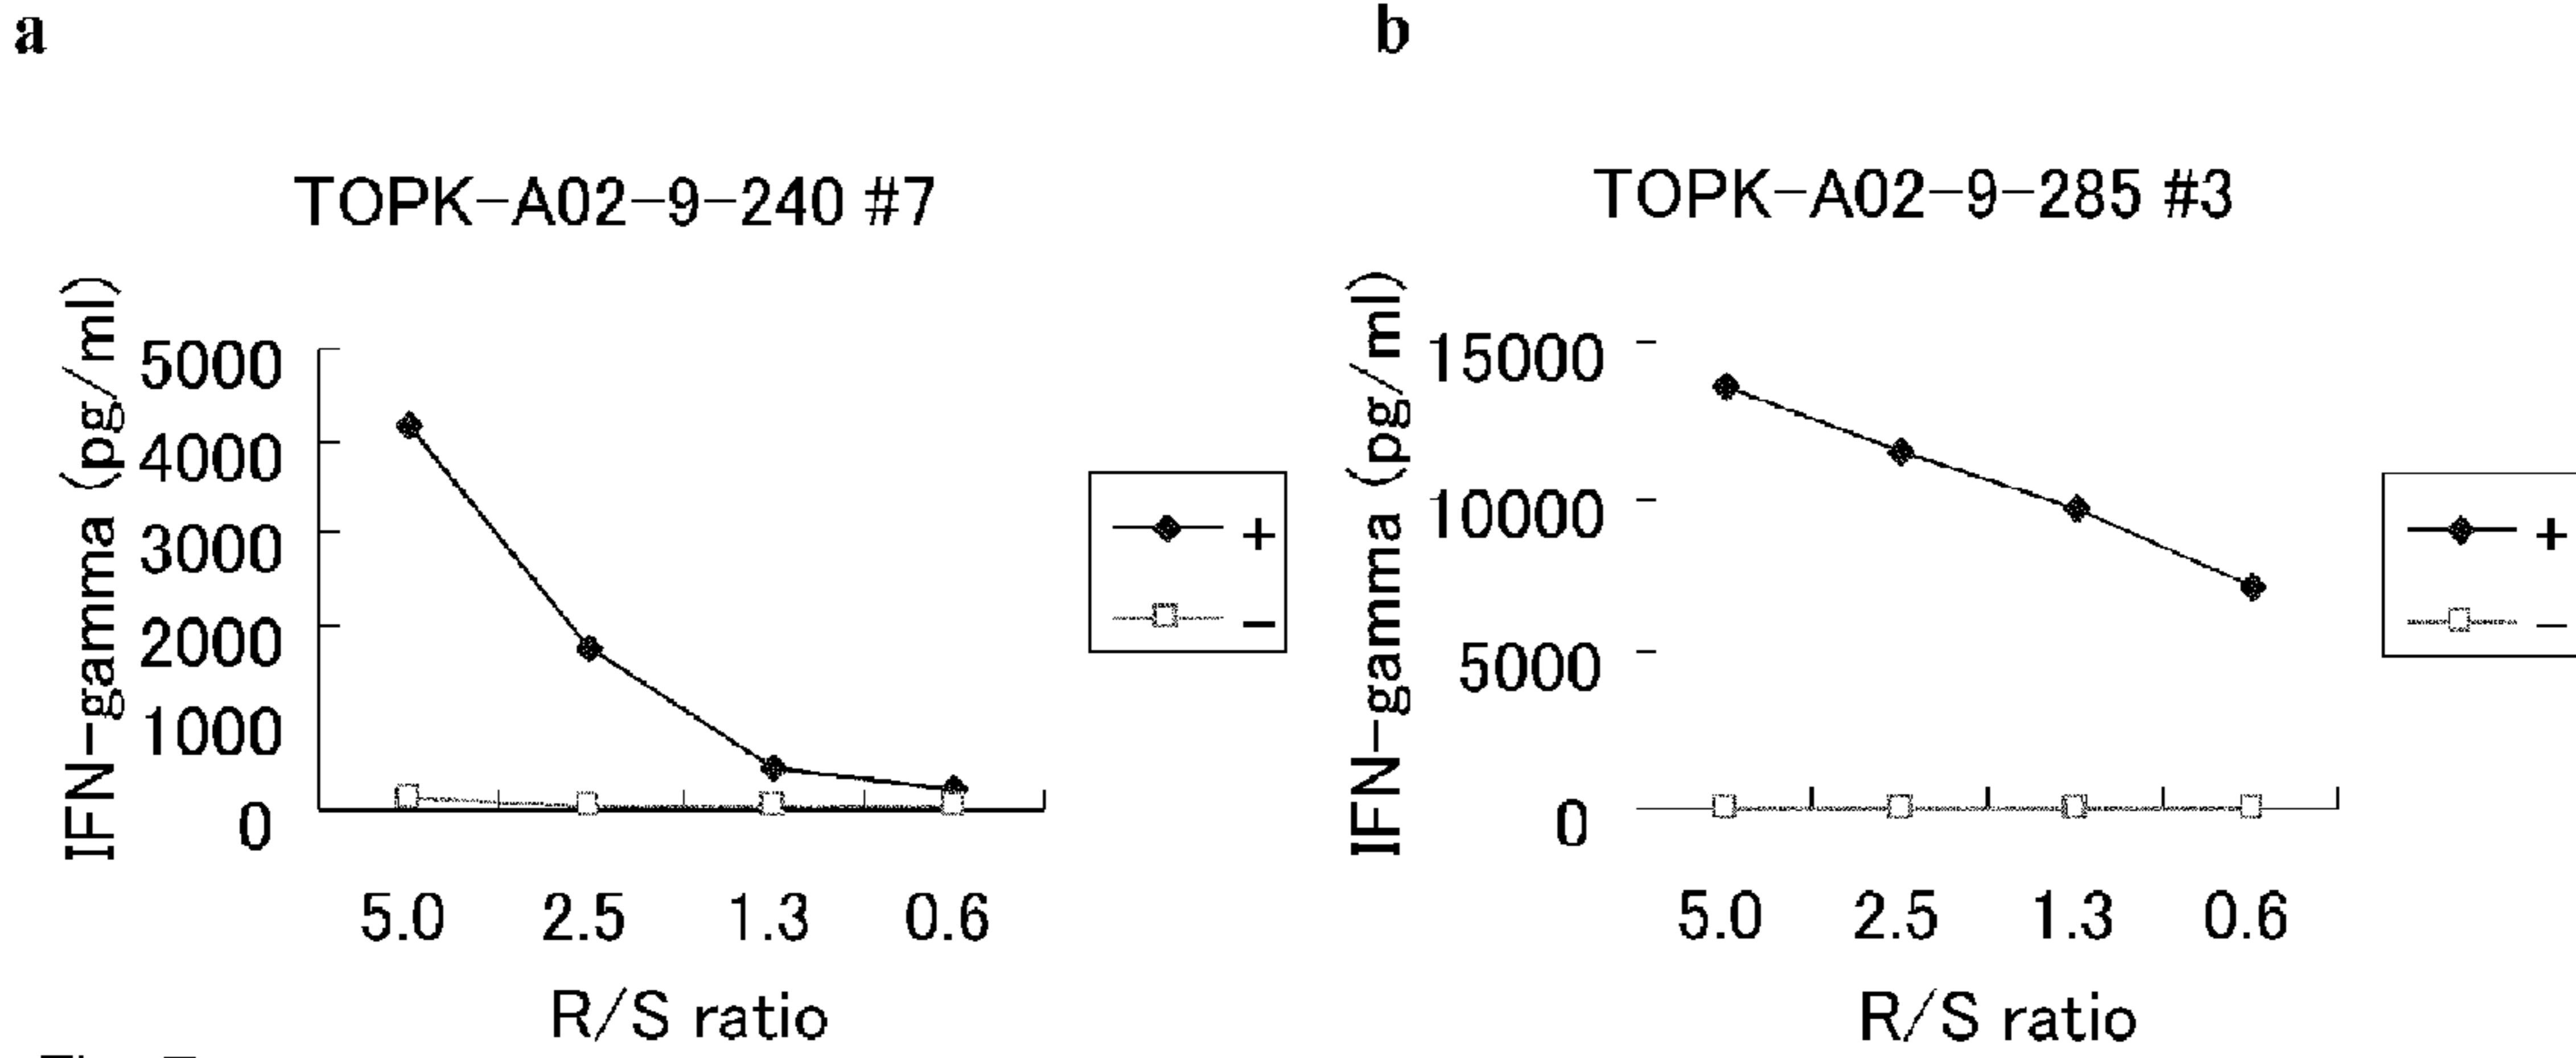 a
TOPK-A02-9-240 #7
IFN-gamma (pg/ml)
5000
4000
3000
2000
1000
0
5.0 2.5 1.3 0.6
R/S ratio
+
−
b
TOPK-A02-9-285 #3
IFN-gamma (pg/ml)
15000
10000
5000
0
5.0 2.5 1.3 0.6
R/S ratio
+
−